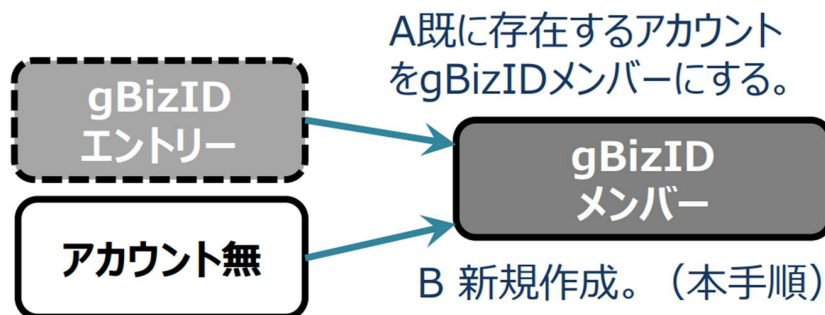 A既に存在するアカウント
をgBizIDメンバーにする。
gBizID
エントリー
gBizID
メンバー
アカウント無
B 新規作成。（本手順）